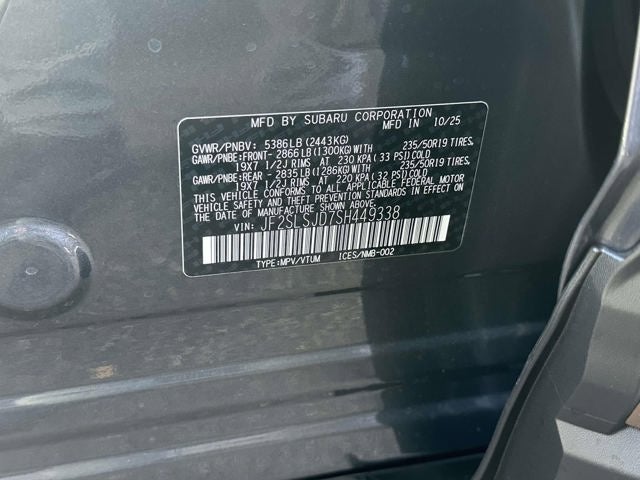 MFD BY SUBARU CORPORATION MFD IN 10/25
GVWR/PNBV: 5386LB(2443KG)
GAWR/PNBE:FRONT- 2866LB(1300KG)WITH 235/50R19 TIRES,
19X7 1/2J RIMS AT 230 KPA(33 PSI)COLD
GAWR/PNBE:REAR - 2835LB(1286KG)WITH 235/50R19 TIRES,
19X7 1/2J RIMS AT 220 KPA(32 PSI)COLD
THIS VEHICLE CONFORMS TO ALL APPLICABLE FEDERAL MOTOR
VEHICLE SAFETY AND THEFT PREVENTION STANDARDS IN EFFECT
ON THE DATE OF MANUFACTURE SHOWN ABOVE.
VIN: JF2SLSJD7SH449338
TYPE:MPV/VTUM ICES/NMB-002